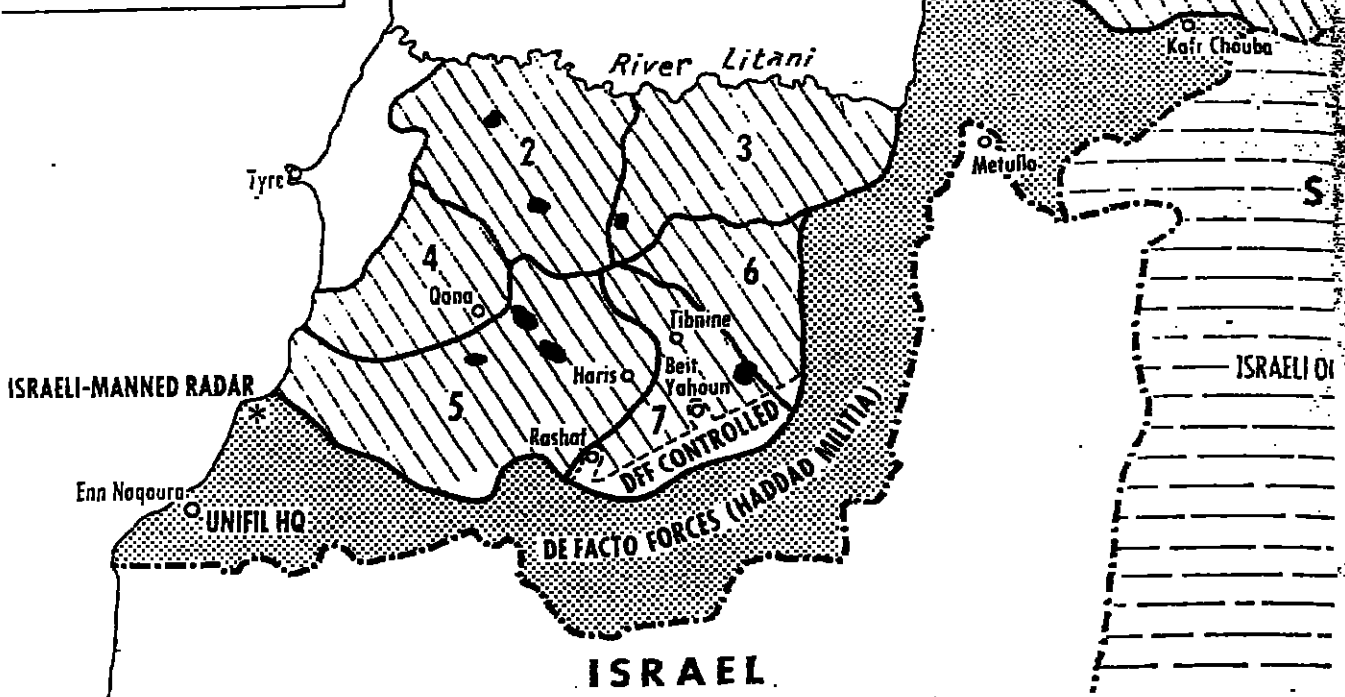 Kafr Chouba
River Litani
2
3
Metulla
Tyre
S
4
6
Qana
Tibnine
ISRAELI-MANNED RADAR
Haris
Beit
Yahoun
ISRAELI
5
7
Rashaf
DFF CONTROLLED
Enn Naqoura
UNIFIL HQ
DE FACTO FORCES (HADDAD MILITIA)
ISRAEL